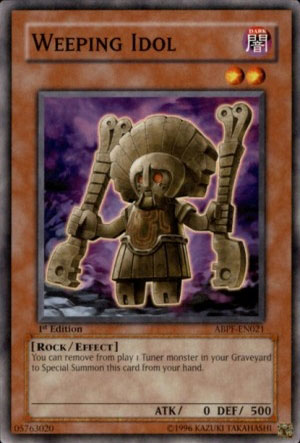 WEEPING IDOL
DARK
闇
1st Edition
ABPF-EN021
[ROCK/EFFECT]
You can remove from play 1 Tuner monster in your Graveyard
to Special Summon this card from your hand.
ATK/ 0 DEF/ 500
05763020
©1996 KAZUKI TAKAHASHI